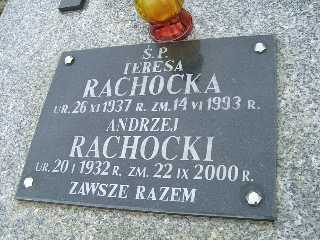 Ś.P.
TERESA
RACHOCKA
UR. 26 XI 1937 R. ZM. 14 VI 1993 R.
ANDRZEJ
RACHOCKI
UR. 20 I 1932 R. ZM. 22 IX 2000 R.
ZAWSZE RAZEM